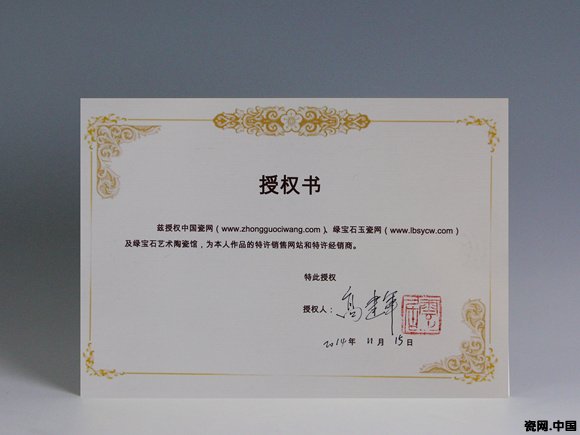 授权书
兹授权中国瓷网（www.zhongguociwang.com）、绿宝石玉瓷网（www.lbsycw.com）
及绿宝石艺术陶瓷馆，为本人作品的特许销售网站和特许经销商。
特此授权
授权人：高建军
2014年 11月 15日
瓷网.中国